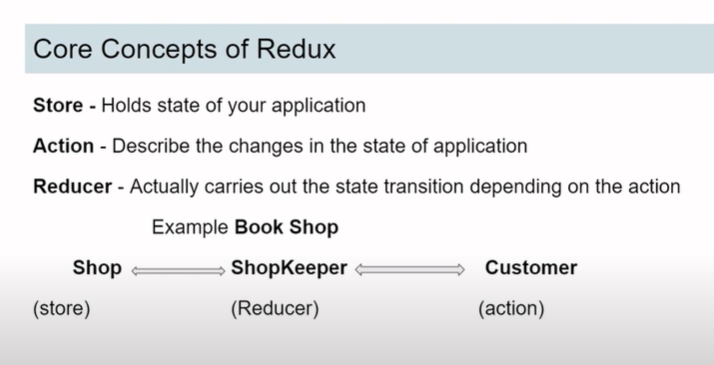 Core Concepts of Redux
Store - Holds state of your application
Action - Describe the changes in the state of application
Reducer - Actually carries out the state transition depending on the action
Example Book Shop
Shop ShopKeeper Customer
(store) (Reducer) (action)